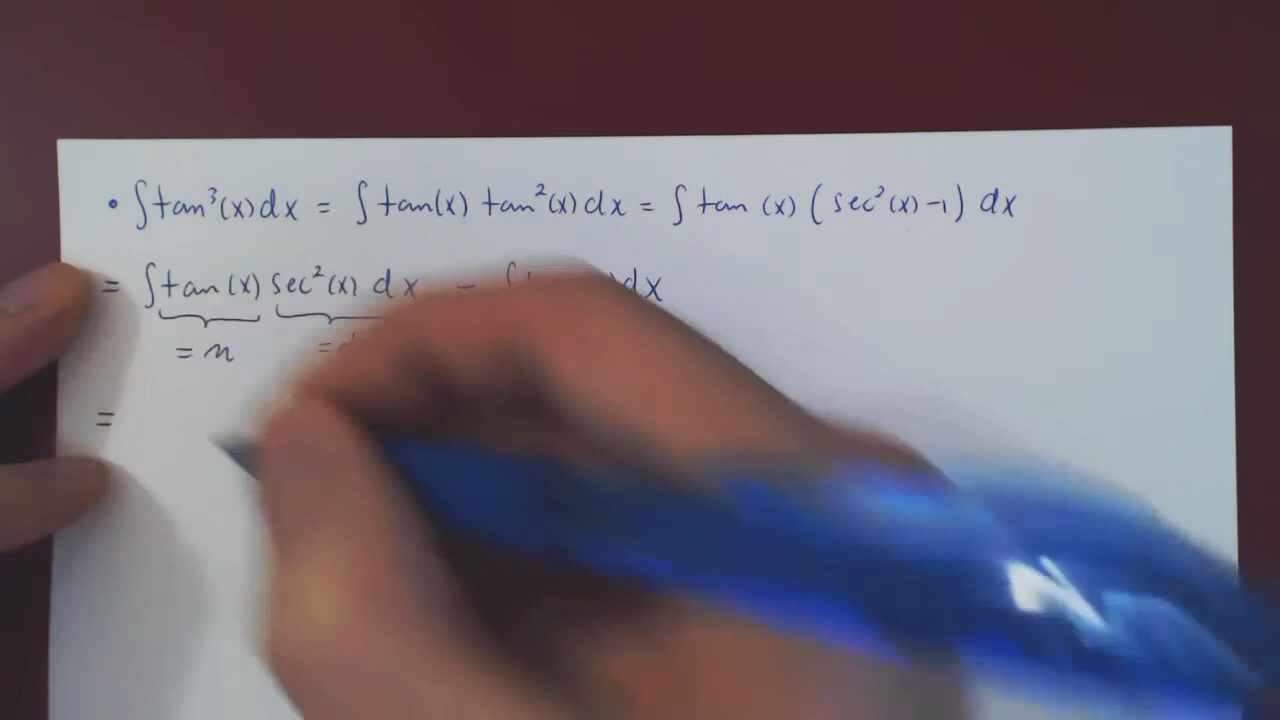 • ∫tan³(x)dx = ∫tan(x) tan²(x)dx = ∫tan(x)(sec²(x)-1) dx
= ∫tan(x) sec²(x) dx - ∫ dx
= u =
=